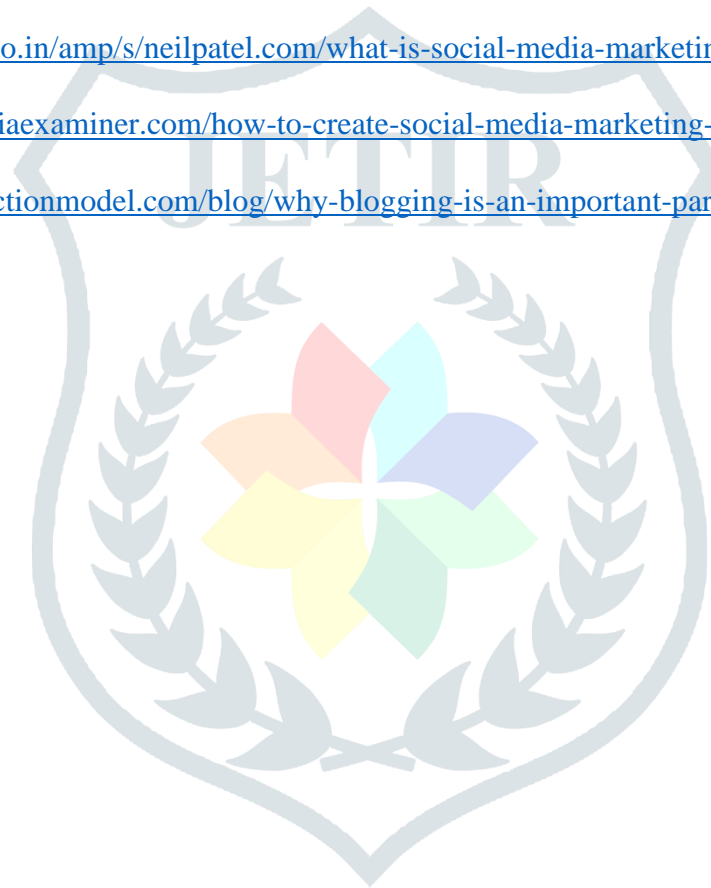 o.in/amp/s/neilpatel.com/what-is-social-media-marketin
iaexaminer.com/how-to-create-social-media-marketing-
ctionmodel.com/blog/why-blogging-is-an-important-par
JETIR